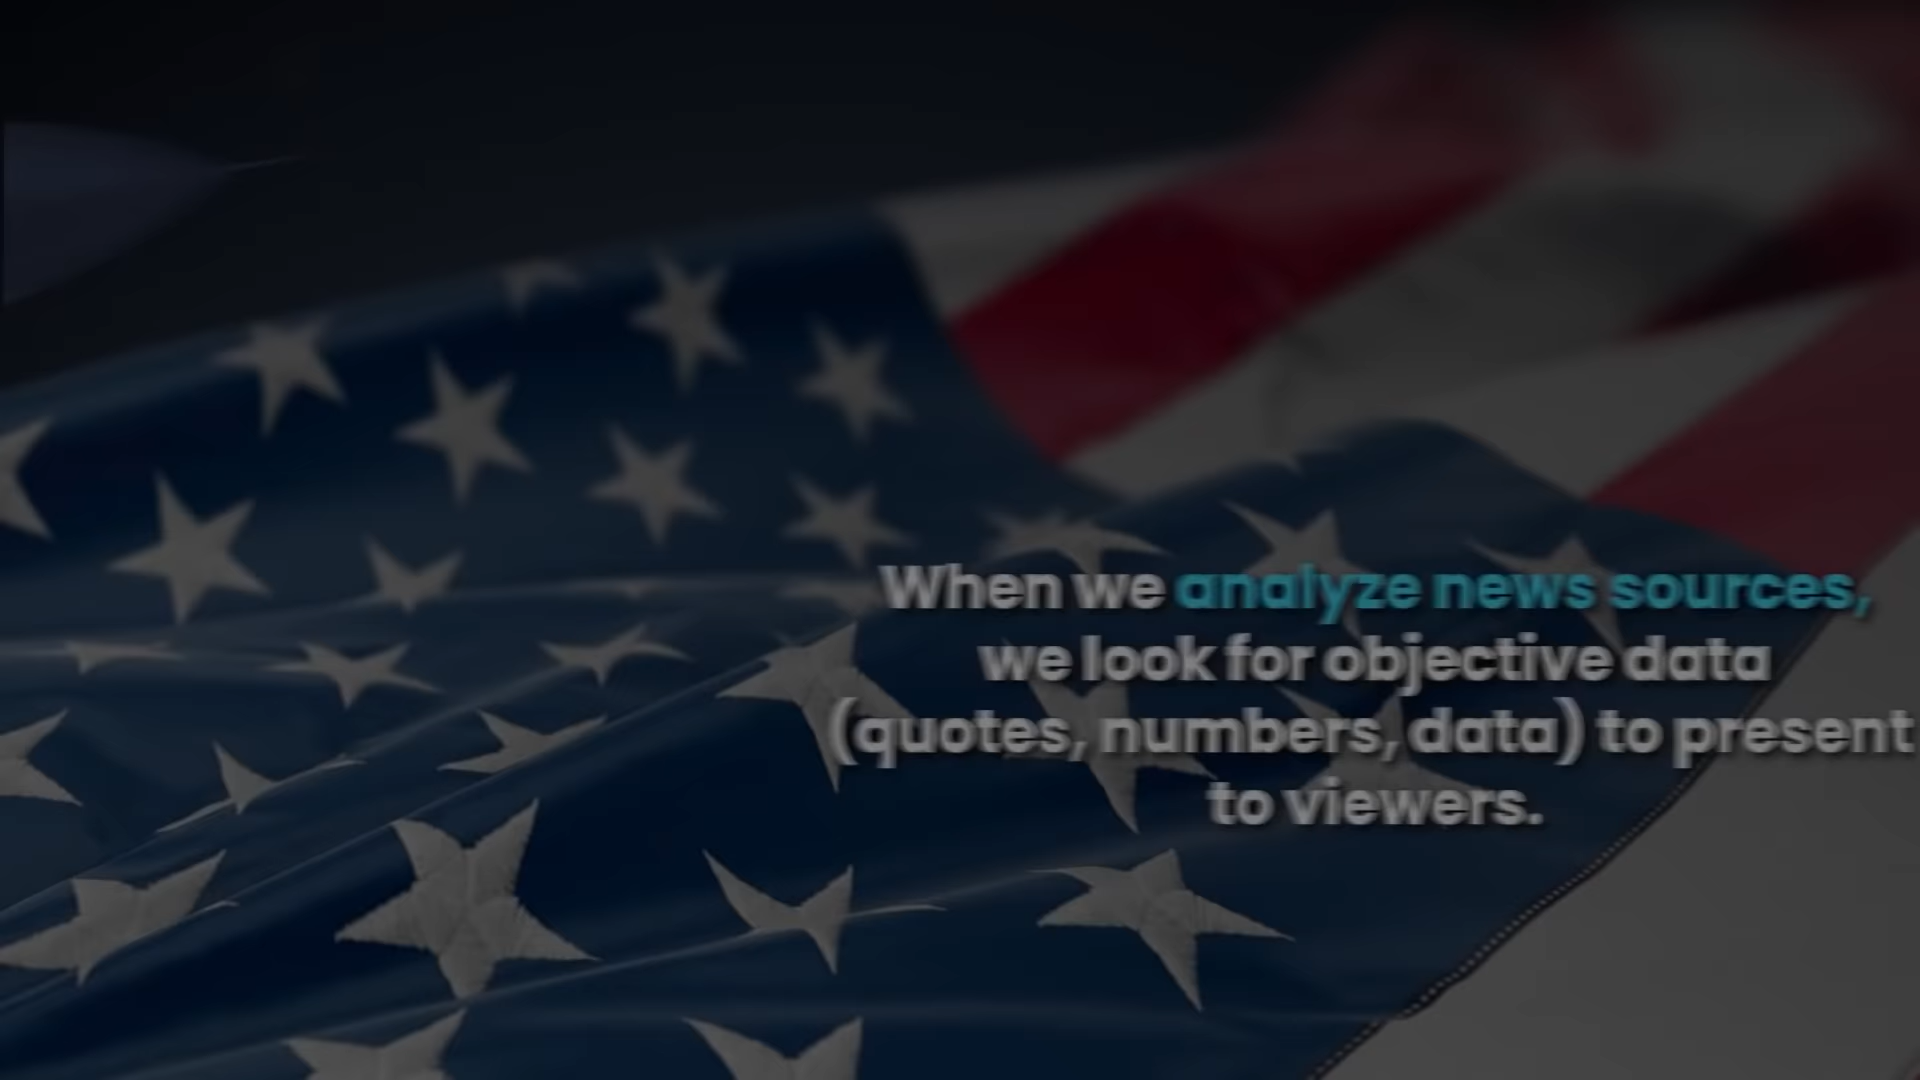 When we analyze news sources,
we look for objective data
(quotes, numbers, data) to present
to viewers.